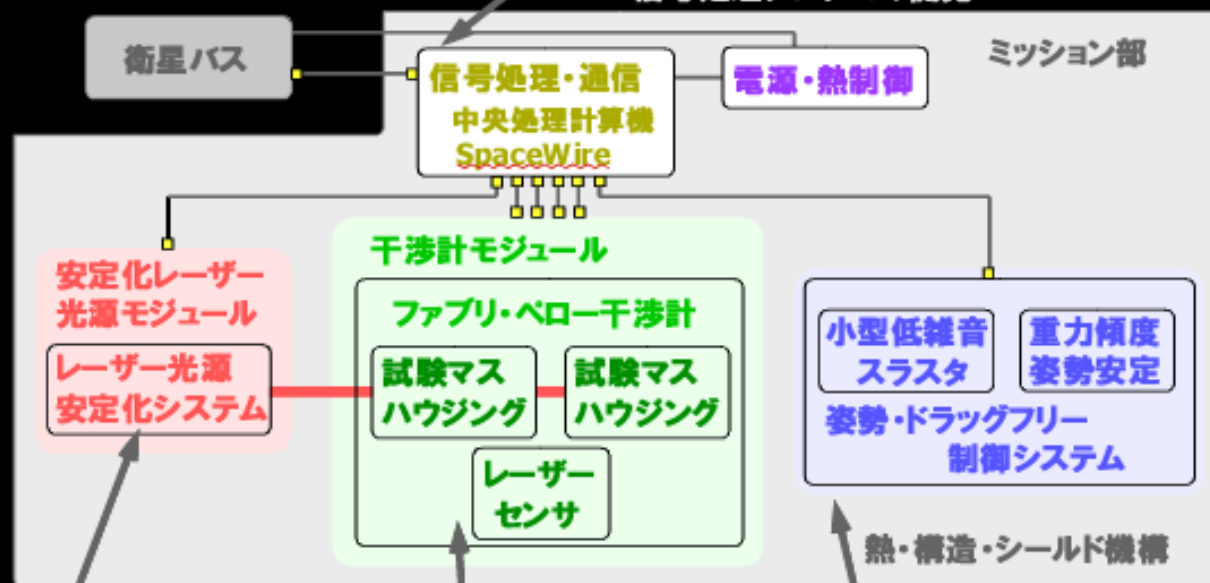 衛星バス
信号処理・通信
中央処理計算機
SpaceWire
電源・熱制御
ミッション部
安定化レーザー
光源モジュール
レーザー光源
安定化システム
干渉計モジュール
ファブリ・ペロー干渉計
試験マス
ハウジング
試験マス
ハウジング
レーザー
センサ
小型低雑音
スラスタ
重力傾度
姿勢安定
姿勢・ドラッグフリー
制御システム
熱・構造・シールド機構